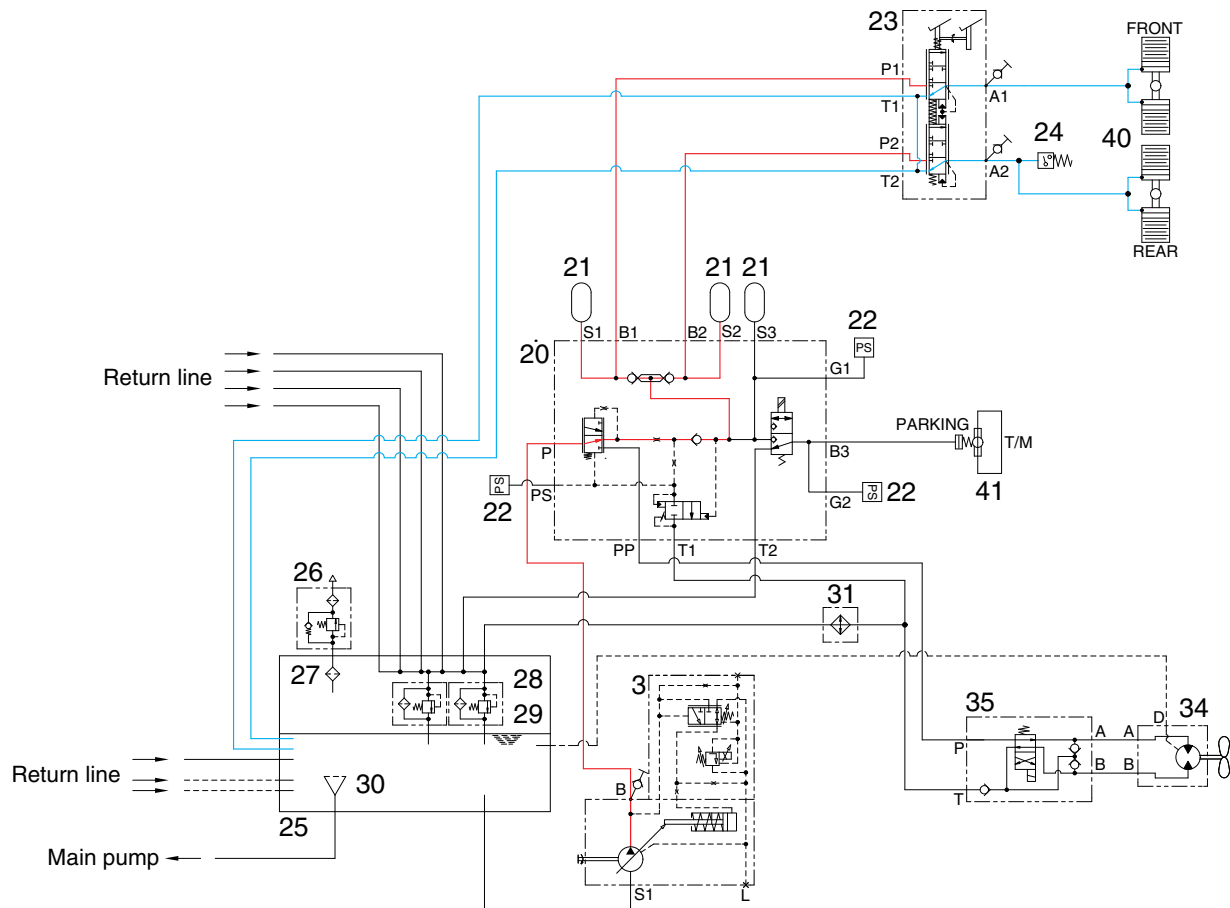 23
FRONT
P1
T1
A1
24
40
P2
T2
A2
REAR
21
21
21
S1
B1
B2
S2
S3
22
20
PS
G1
Return line
PARKING
T/M
P
B3
PS
PS
PS
22
22
G2
41
PP
T1
T2
26
31
27
28
3
29
35
D
34
P
A
A
B
B
Return line
30
B
T
25
Main pump
S1
L